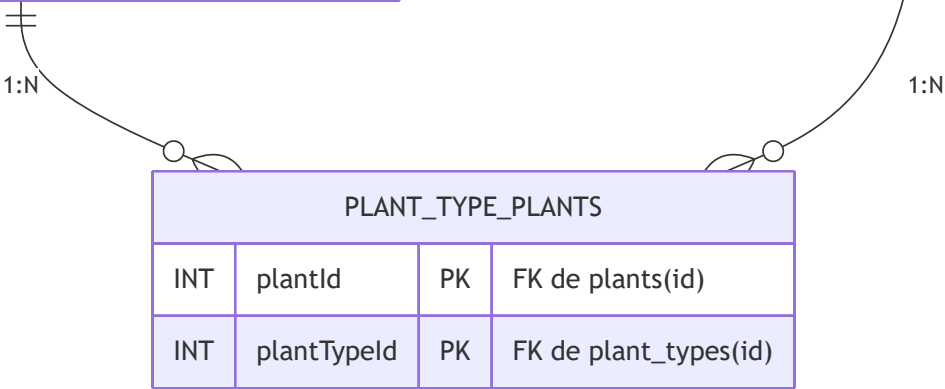 1:N
1:N
PLANT_TYPE_PLANTS
INT plantId PK FK de plants(id)
INT plantTypeId PK FK de plant_types(id)